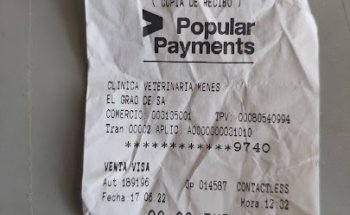 ( COPIA DE RECIBO )
Popular
Payments
CLINICA VETERINARIA MENES
EL GRAO DE SA
COMERCIO: 003135001 TPV: 00080540994
Tran:00002 APLIC A0000000031010
************9740
VENTA VISA
Aut 189196 Op 014587 CONTACTLESS
Fecha 17 06 22 Hora 12:02